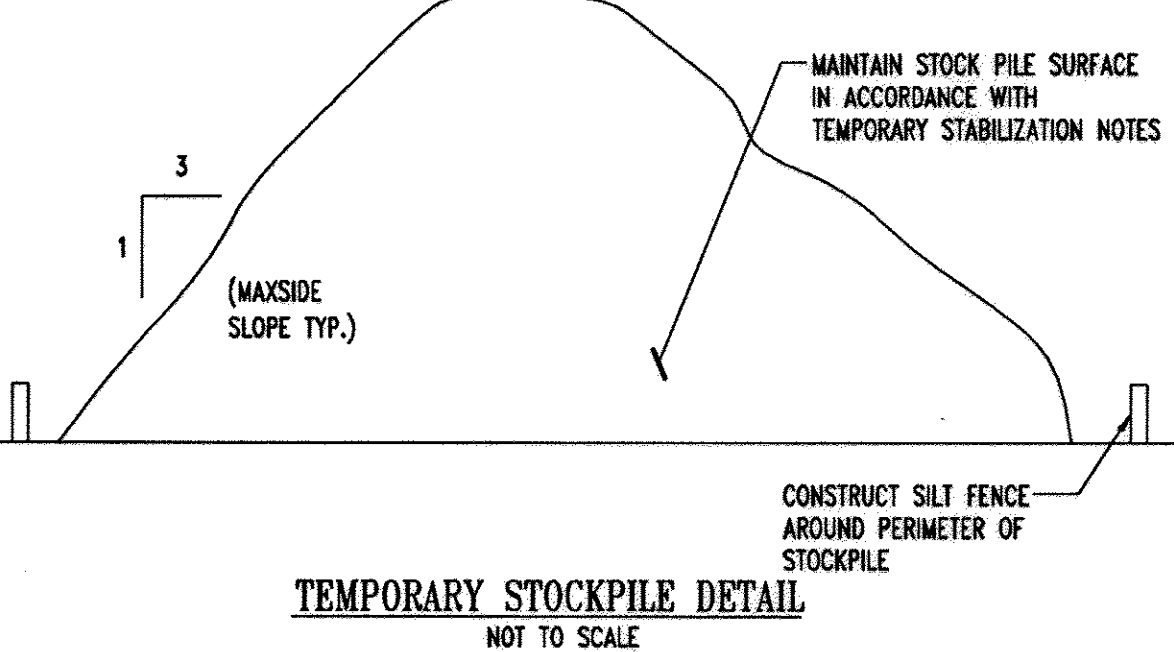 MAINTAIN STOCK PILE SURFACE
IN ACCORDANCE WITH
TEMPORARY STABILIZATION NOTES
3
1
(MAXSIDE
SLOPE TYP.)
CONSTRUCT SILT FENCE
AROUND PERIMETER OF
STOCKPILE
TEMPORARY STOCKPILE DETAIL
NOT TO SCALE